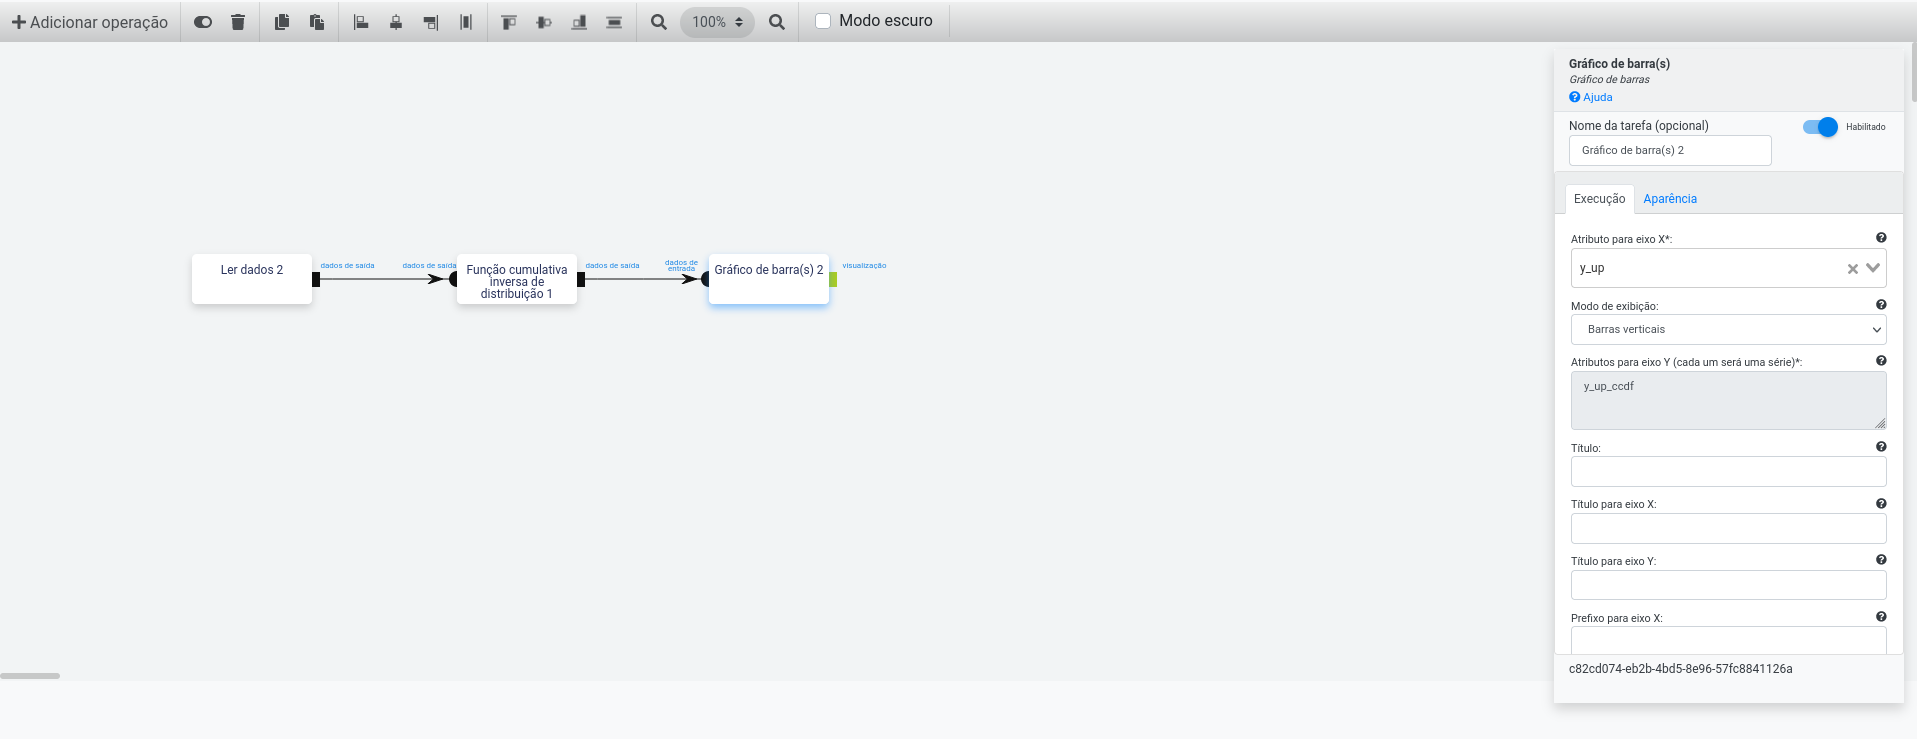 Adicionar operação
100%
Modo escuro
Ler dados 2
dados de saída
dados de saída
Função cumulativa
inversa de
distribuição 1
dados de saída
dados de
entrada
Gráfico de barra(s) 2
visualização
Gráfico de barra(s)
Gráfico de barras
Ajuda
Nome da tarefa (opcional)
Habilitado
Gráfico de barra(s) 2
Execução
Aparência
Atributo para eixo X*:
y_up
Modo de exibição:
Barras verticais
Atributos para eixo Y (cada um será uma série)*:
y_up_ccdf
Título:
Título para eixo X:
Título para eixo Y:
Prefixo para eixo X:
c82cd074-eb2b-4bd5-8e96-57fc8841126a